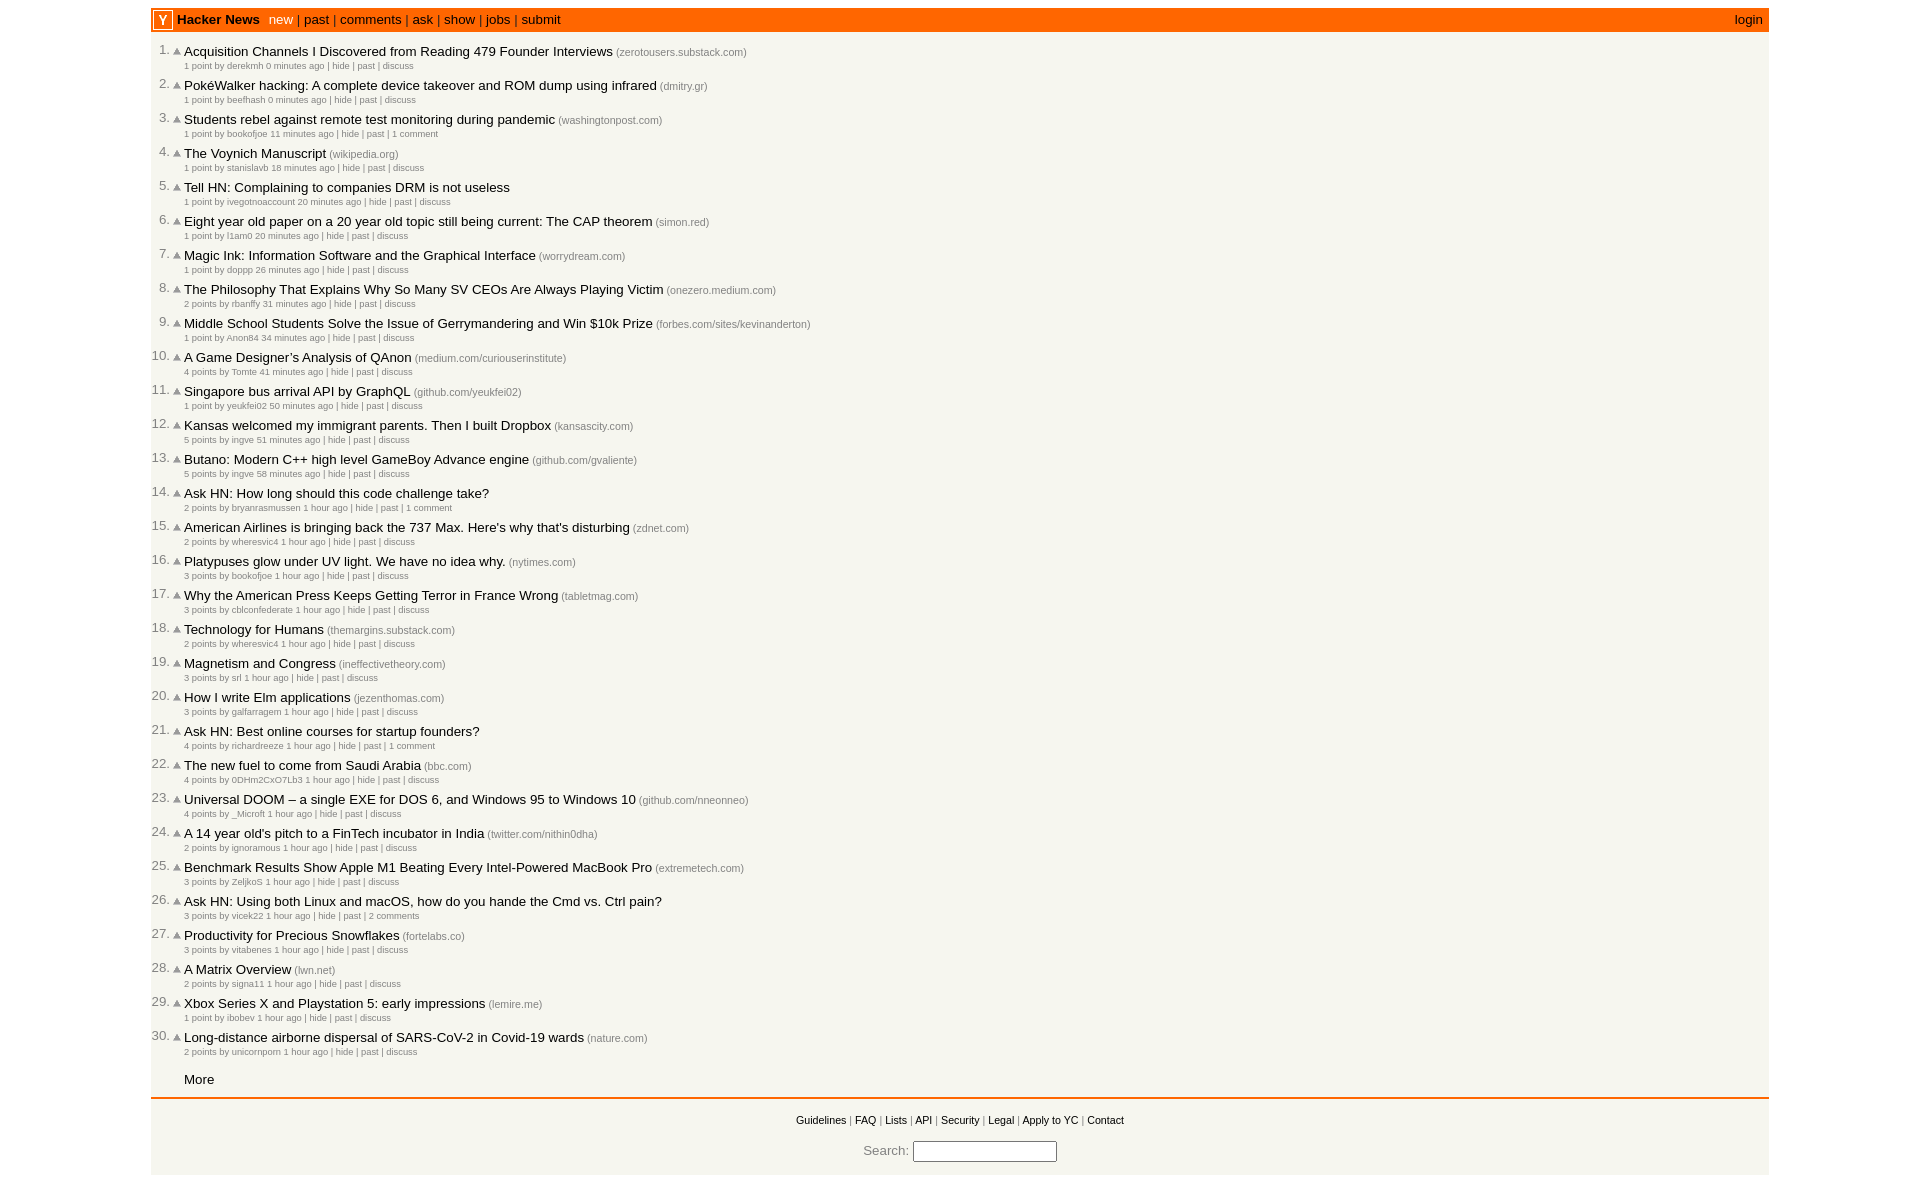 Y Hacker News new | past | comments | ask | show | jobs | submit login
1. Acquisition Channels I Discovered from Reading 479 Founder Interviews (zerotousers.substack.com)
1 point by derekmh 0 minutes ago | hide | past | discuss
2. PokéWalker hacking: A complete device takeover and ROM dump using infrared (dmitry.gr)
1 point by beefhash 0 minutes ago | hide | past | discuss
3. Students rebel against remote test monitoring during pandemic (washingtonpost.com)
1 point by bookofjoe 11 minutes ago | hide | past | 1 comment
4. The Voynich Manuscript (wikipedia.org)
1 point by stanislavb 18 minutes ago | hide | past | discuss
5. Tell HN: Complaining to companies DRM is not useless
1 point by ivegotnoaccount 20 minutes ago | hide | past | discuss
6. Eight year old paper on a 20 year old topic still being current: The CAP theorem (simon.red)
1 point by l1am0 20 minutes ago | hide | past | discuss
7. Magic Ink: Information Software and the Graphical Interface (worrydream.com)
1 point by doppp 26 minutes ago | hide | past | discuss
8. The Philosophy That Explains Why So Many SV CEOs Are Always Playing Victim (onezero.medium.com)
2 points by rbanffy 31 minutes ago | hide | past | discuss
9. Middle School Students Solve the Issue of Gerrymandering and Win $10k Prize (forbes.com/sites/kevinanderton)
1 point by Anon84 34 minutes ago | hide | past | discuss
10. A Game Designer’s Analysis of QAnon (medium.com/curiouserinstitute)
4 points by Tomte 41 minutes ago | hide | past | discuss
11. Singapore bus arrival API by GraphQL (github.com/yeukfei02)
1 point by yeukfei02 50 minutes ago | hide | past | discuss
12. Kansas welcomed my immigrant parents. Then I built Dropbox (kansascity.com)
5 points by ingve 51 minutes ago | hide | past | discuss
13. Butano: Modern C++ high level GameBoy Advance engine (github.com/gvaliente)
5 points by ingve 58 minutes ago | hide | past | discuss
14. Ask HN: How long should this code challenge take?
2 points by bryanrasmussen 1 hour ago | hide | past | 1 comment
15. American Airlines is bringing back the 737 Max. Here's why that's disturbing (zdnet.com)
2 points by wheresvic4 1 hour ago | hide | past | discuss
16. Platypuses glow under UV light. We have no idea why. (nytimes.com)
3 points by bookofjoe 1 hour ago | hide | past | discuss
17. Why the American Press Keeps Getting Terror in France Wrong (tabletmag.com)
3 points by cblconfederate 1 hour ago | hide | past | discuss
18. Technology for Humans (themargins.substack.com)
2 points by wheresvic4 1 hour ago | hide | past | discuss
19. Magnetism and Congress (ineffectivetheory.com)
3 points by srl 1 hour ago | hide | past | discuss
20. How I write Elm applications (jezenthomas.com)
3 points by galfarragem 1 hour ago | hide | past | discuss
21. Ask HN: Best online courses for startup founders?
4 points by richardreeze 1 hour ago | hide | past | 1 comment
22. The new fuel to come from Saudi Arabia (bbc.com)
4 points by 0DHm2CxO7Lb3 1 hour ago | hide | past | discuss
23. Universal DOOM – a single EXE for DOS 6, and Windows 95 to Windows 10 (github.com/nneonneo)
4 points by _Microft 1 hour ago | hide | past | discuss
24. A 14 year old's pitch to a FinTech incubator in India (twitter.com/nithin0dha)
2 points by ignoramous 1 hour ago | hide | past | discuss
25. Benchmark Results Show Apple M1 Beating Every Intel-Powered MacBook Pro (extremetech.com)
3 points by ZeljkoS 1 hour ago | hide | past | discuss
26. Ask HN: Using both Linux and macOS, how do you hande the Cmd vs. Ctrl pain?
3 points by vicek22 1 hour ago | hide | past | 2 comments
27. Productivity for Precious Snowflakes (fortelabs.co)
3 points by vitabenes 1 hour ago | hide | past | discuss
28. A Matrix Overview (lwn.net)
2 points by signa11 1 hour ago | hide | past | discuss
29. Xbox Series X and Playstation 5: early impressions (lemire.me)
1 point by ibobev 1 hour ago | hide | past | discuss
30. Long-distance airborne dispersal of SARS-CoV-2 in Covid-19 wards (nature.com)
2 points by unicornporn 1 hour ago | hide | past | discuss
More
Guidelines | FAQ | Lists | API | Security | Legal | Apply to YC | Contact
Search: